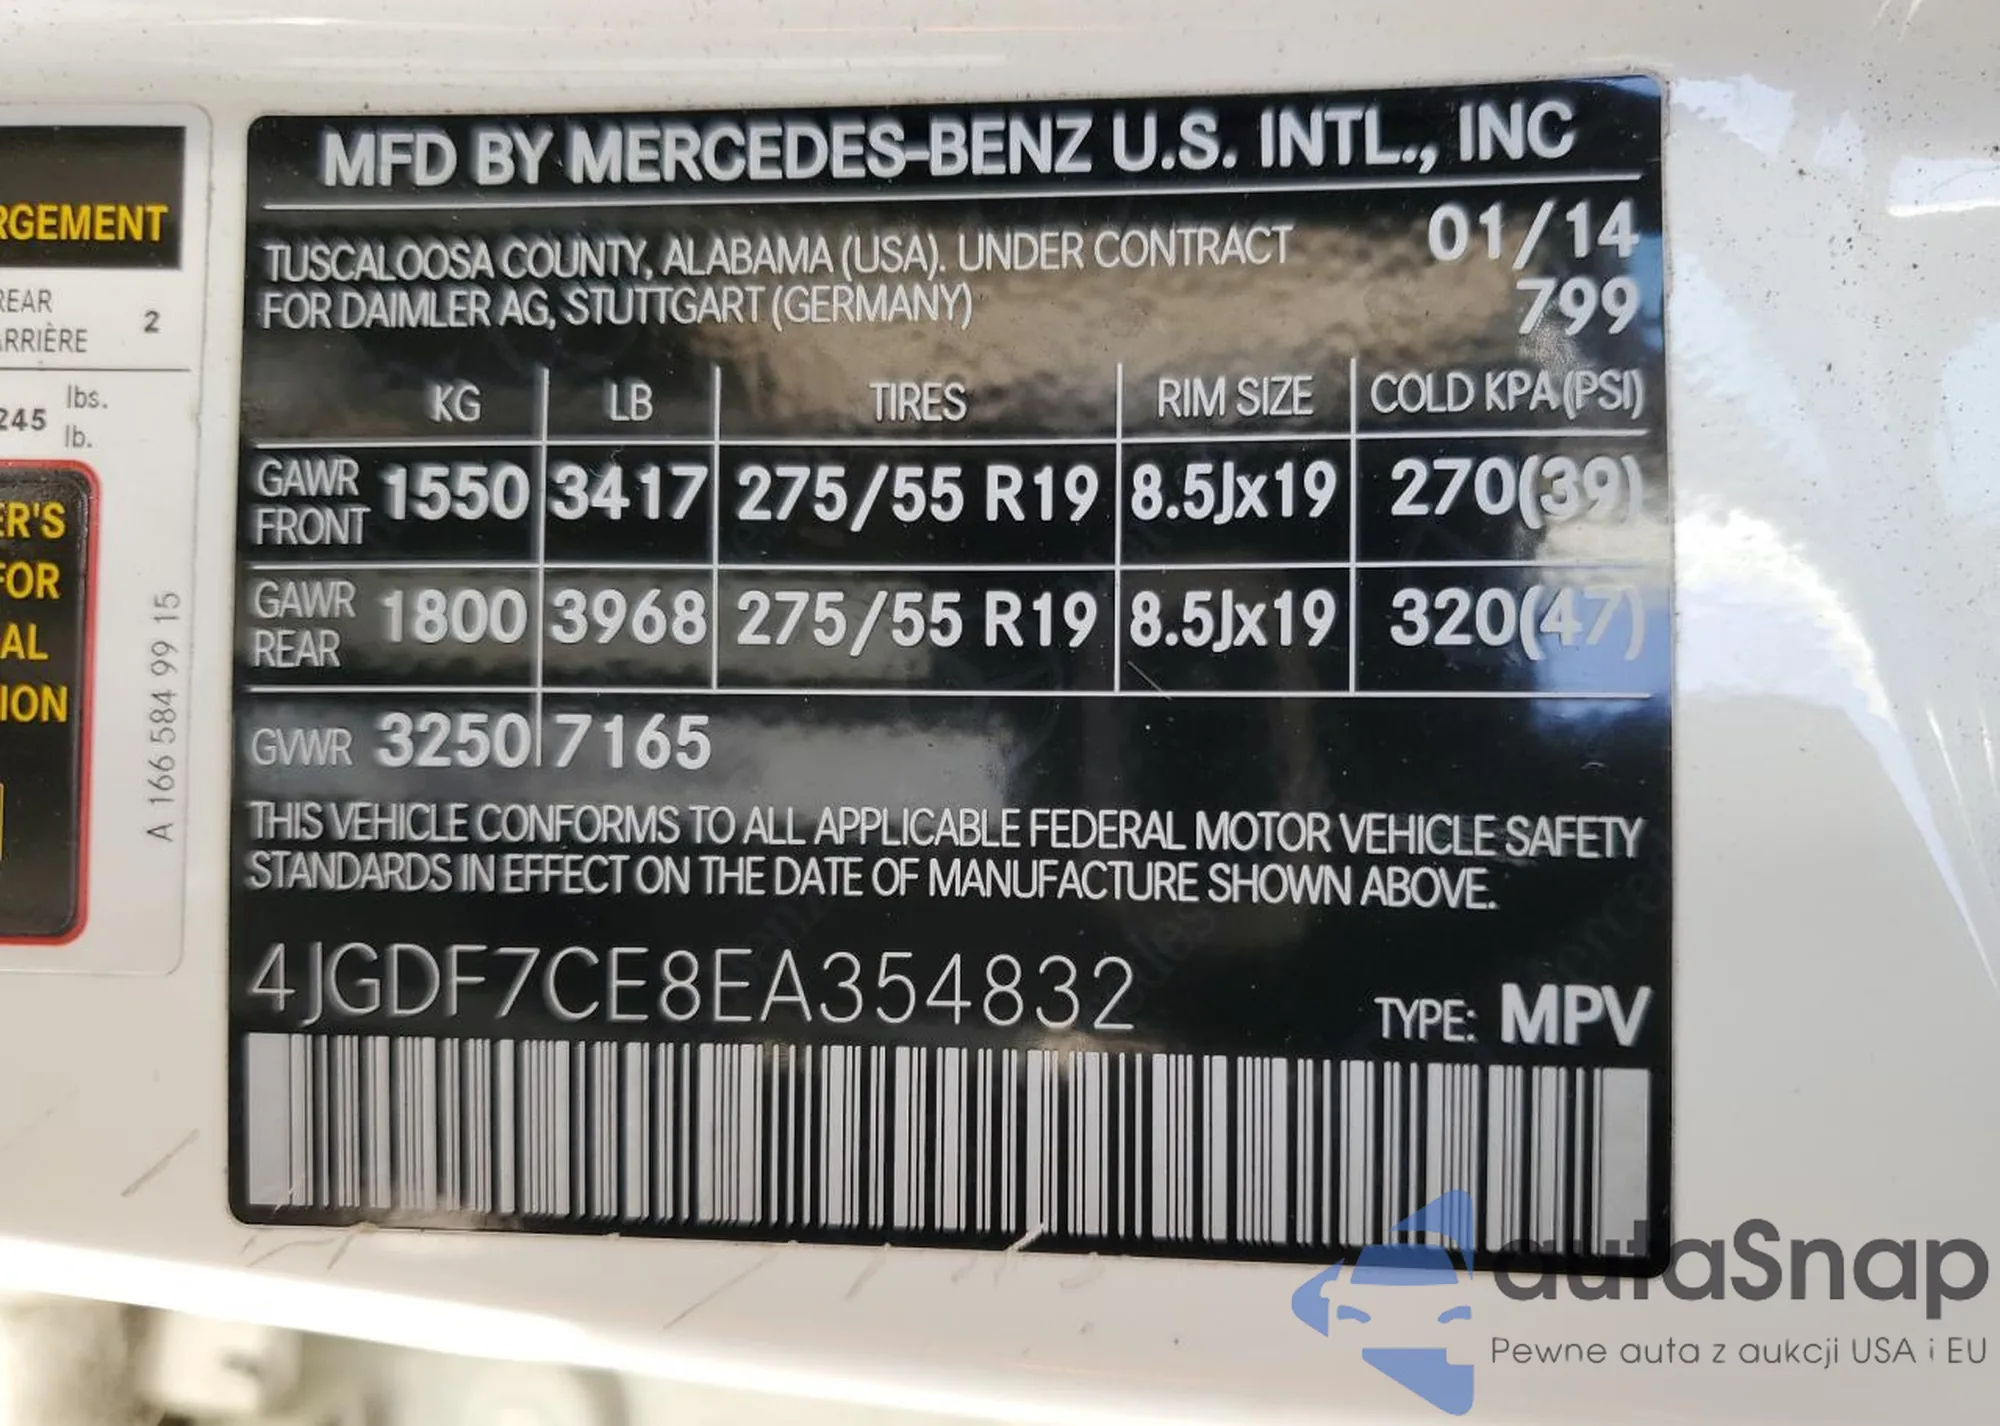 RGEMENT
REAR
ARRIÈRE 2
245 lbs.
lb.
ER'S
FOR
AL
ION
A 166 584 99 15
MFD BY MERCEDES-BENZ U.S. INTL., INC
TUSCALOOSA COUNTY, ALABAMA (USA). UNDER CONTRACT 01/14
FOR DAIMLER AG, STUTTGART (GERMANY) 799
KG LB TIRES RIM SIZE COLD KPA (PSI)
GAWR FRONT 1550 3417 275/55 R19 8.5Jx19 270(39)
GAWR REAR 1800 3968 275/55 R19 8.5Jx19 320(47)
GVWR 3250 7165
THIS VEHICLE CONFORMS TO ALL APPLICABLE FEDERAL MOTOR VEHICLE SAFETY
STANDARDS IN EFFECT ON THE DATE OF MANUFACTURE SHOWN ABOVE.
4JGDF7CE8EA354832
TYPE: MPV
autaSnap
Pewne auta z aukcji USA i EU